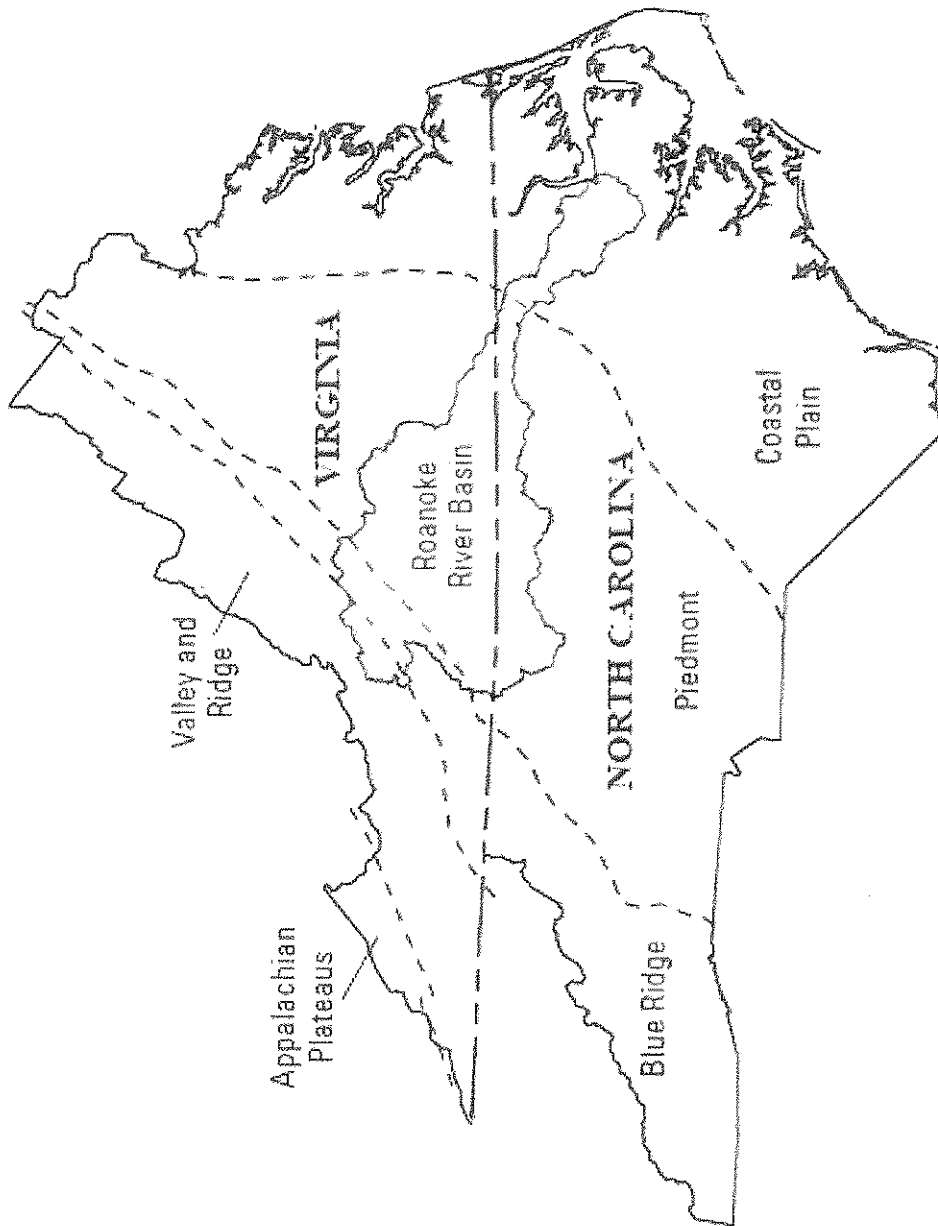 Appalachian
Plateaus
Valley and
Ridge
VIRGINIA
Roanoke
River Basin
NORTH CAROLINA
Blue Ridge
Piedmont
Coastal
Plain